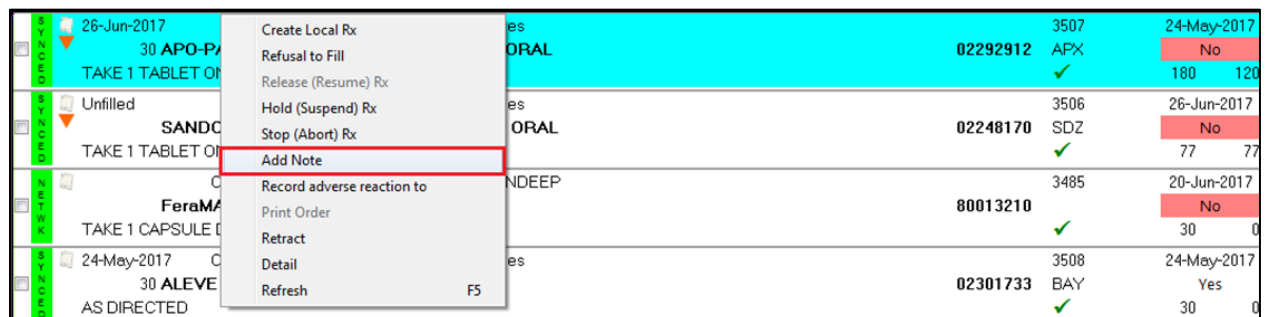 SYNCED 26-Jun-2017 Create Local Rx es 3507 24-May-2017
30 APO-PA Refusal to Fill ORAL 02292912 APX No
TAKE 1 TABLET ON Release (Resume) Rx 180 120
SYNCED Unfilled Hold (Suspend) Rx es 3506 26-Jun-2017
SANDO Stop (Abort) Rx ORAL 02248170 SDZ No
TAKE 1 TABLET ON Add Note 77 77
NETWK C Record adverse reaction to NDEEP 3485 20-Jun-2017
FeraMA Print Order 80013210 No
TAKE 1 CAPSULE Retract 30 0
SYNCED 24-May-2017 C Detail es 3508 24-May-2017
30 ALEVE Refresh F5 02301733 BAY Yes
AS DIRECTED 30 0